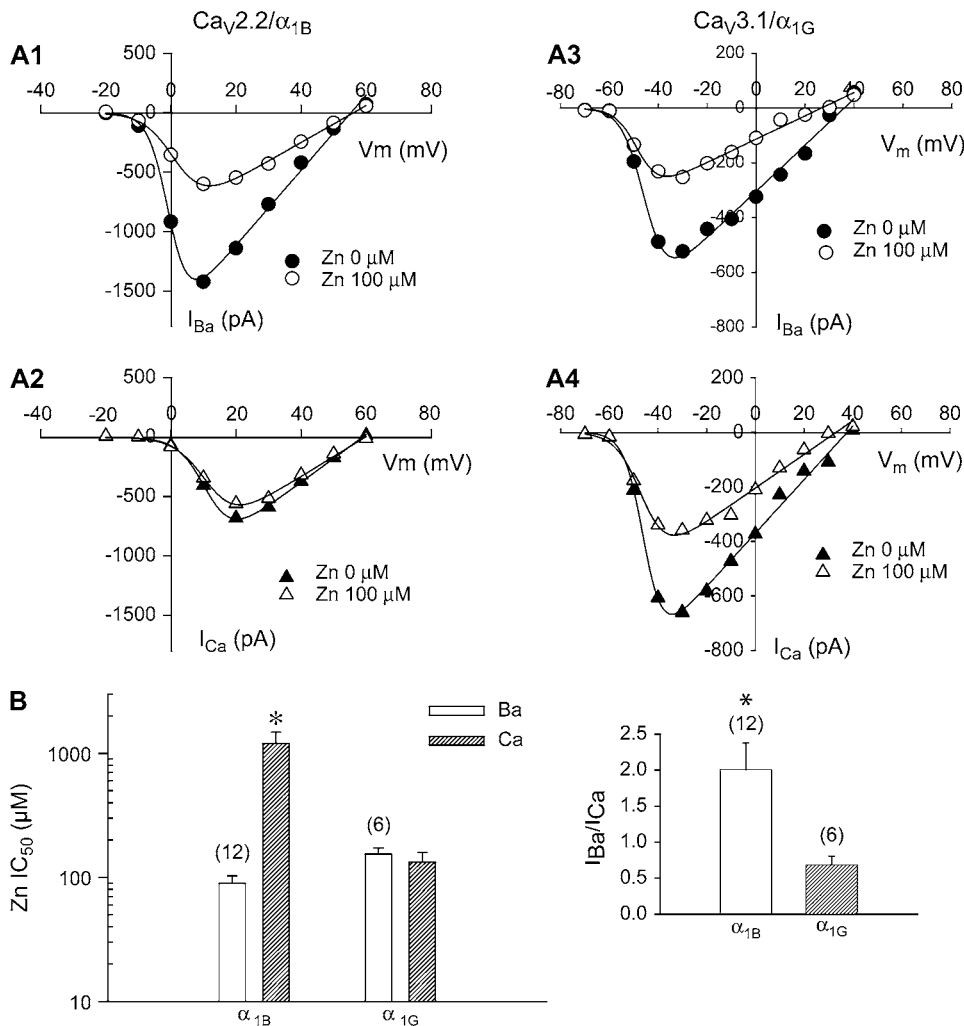 CaV2.2/α1B
CaV3.1/α1G
A1
500
-40 -20 0 20 40 60 80
0
-500
-1000
-1500
Vm (mV)
Zn 0 μM
Zn 100 μM
IBa (pA)
A3
200
-80 -60 -40 -20 0 20 40 60 80
0
-200
-400
-600
-800
Vm (mV)
Zn 0 μM
Zn 100 μM
IBa (pA)
A2
500
-40 -20 0 20 40 60 80
0
-500
-1000
-1500
Vm (mV)
Zn 0 μM
Zn 100 μM
ICa (pA)
A4
200
-80 -60 -40 -20 0 20 40 60 80
0
-200
-400
-600
-800
Vm (mV)
Zn 0 μM
Zn 100 μM
ICa (pA)
B
Zn IC50 (μM)
1000
100
10
(12)
*
(6)
Ba
Ca
α1B
α1G
IBa/ICa
2.5
2.0
1.5
1.0
0.5
0.0
*
(12)
(6)
α1B
α1G